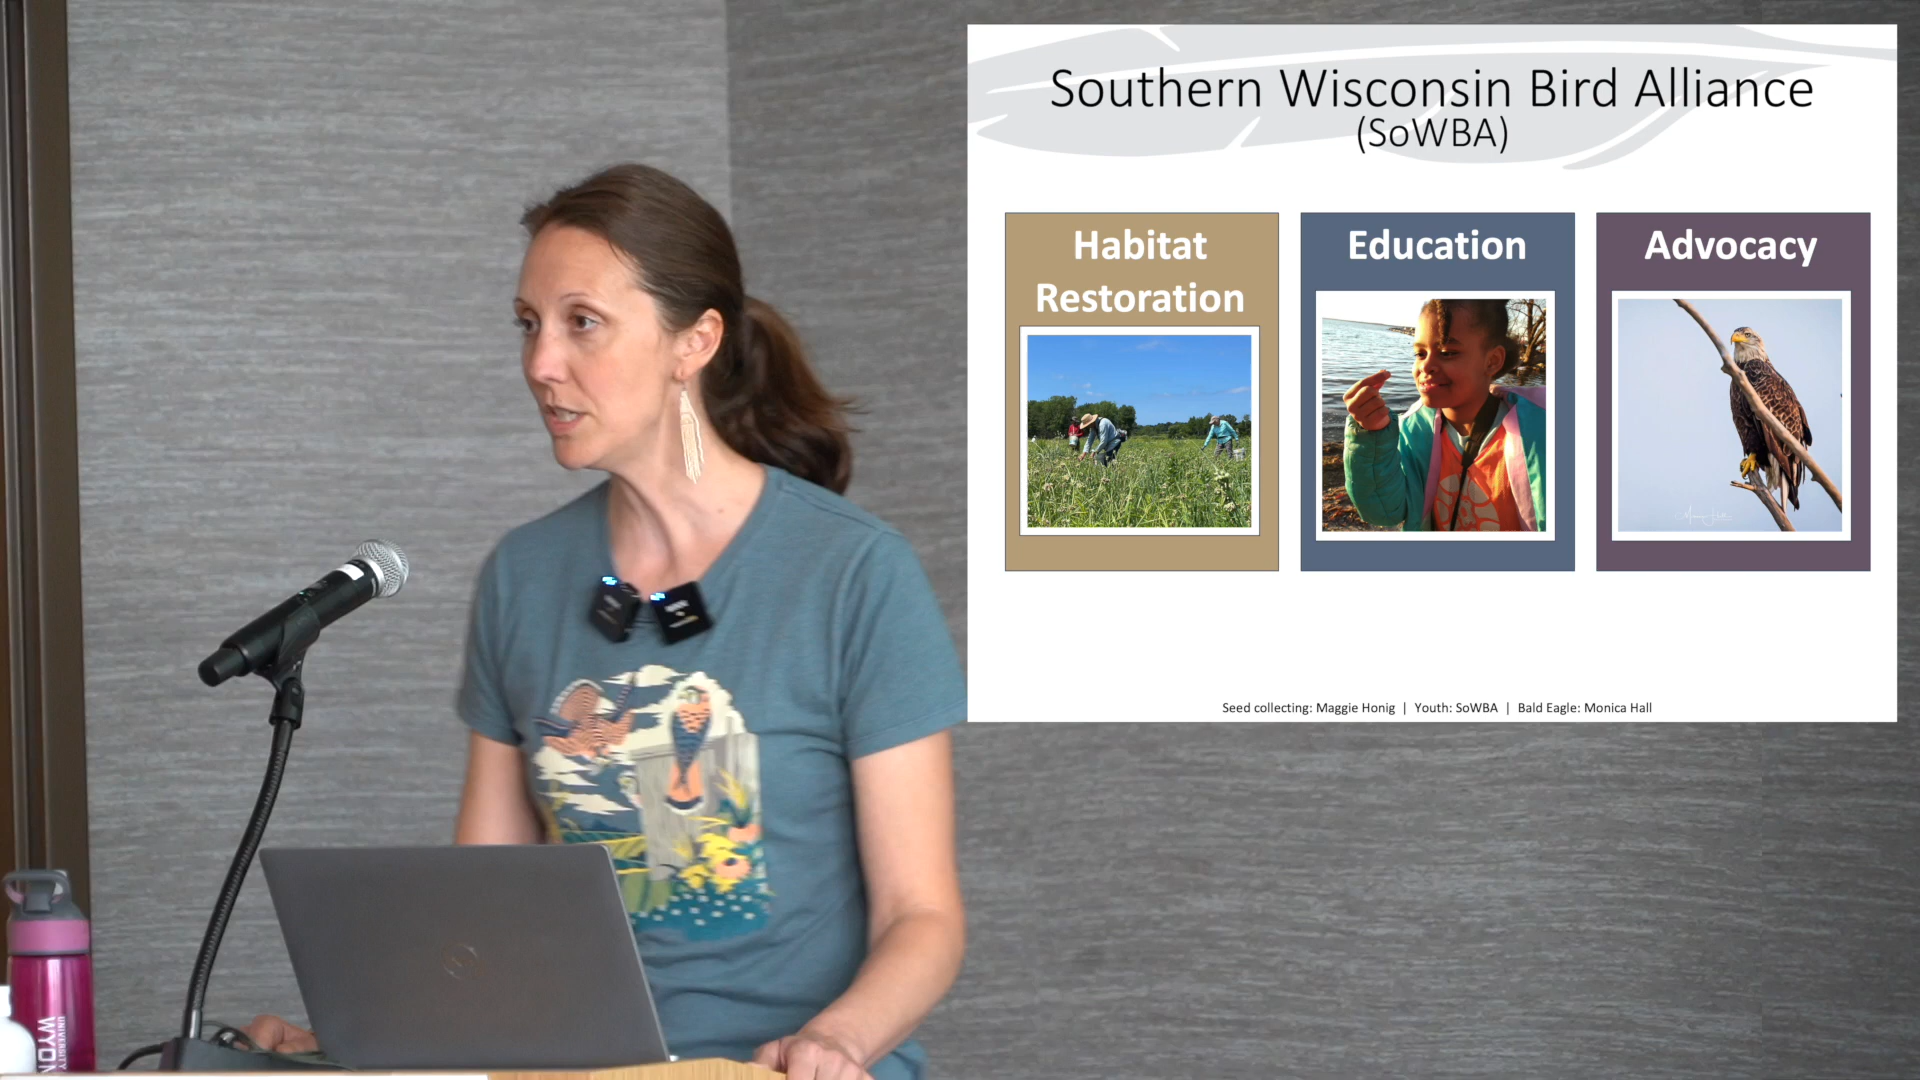 Southern Wisconsin Bird Alliance
(SoWBA)
Habitat
Restoration
Education
Advocacy
Seed collecting: Maggie Honig | Youth: SoWBA | Bald Eagle: Monica Hall
UNIVERSITY